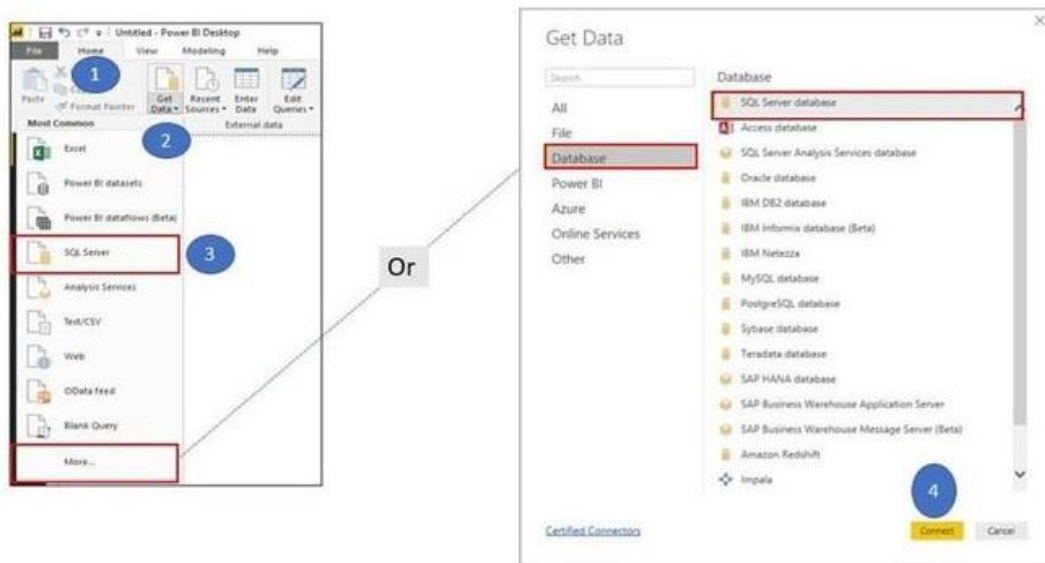 Untitled - Power BI Desktop
File Home View Modeling Help
1
Paste
Format Painter
Get Data
Recent Sources
Enter Data
Edit Queries
Most Common
2
External data
Excel
Power BI datasets
Power BI dataflows (Beta)
SQL Server
3
Analysis Services
Text/CSV
Web
OData feed
Blank Query
More...
Or
Get Data
Search
All
File
Database
Power BI
Azure
Online Services
Other
Database
SQL Server database
Access database
SQL Server Analysis Services database
Oracle database
IBM DB2 database
IBM Informix database (Beta)
IBM Netezza
MySQL database
PostgreSQL database
Sybase database
Teradata database
SAP HANA database
SAP Business Warehouse Application Server
SAP Business Warehouse Message Server (Beta)
Amazon Redshift
Impala
4
Certified Connectors
Connect
Cancel